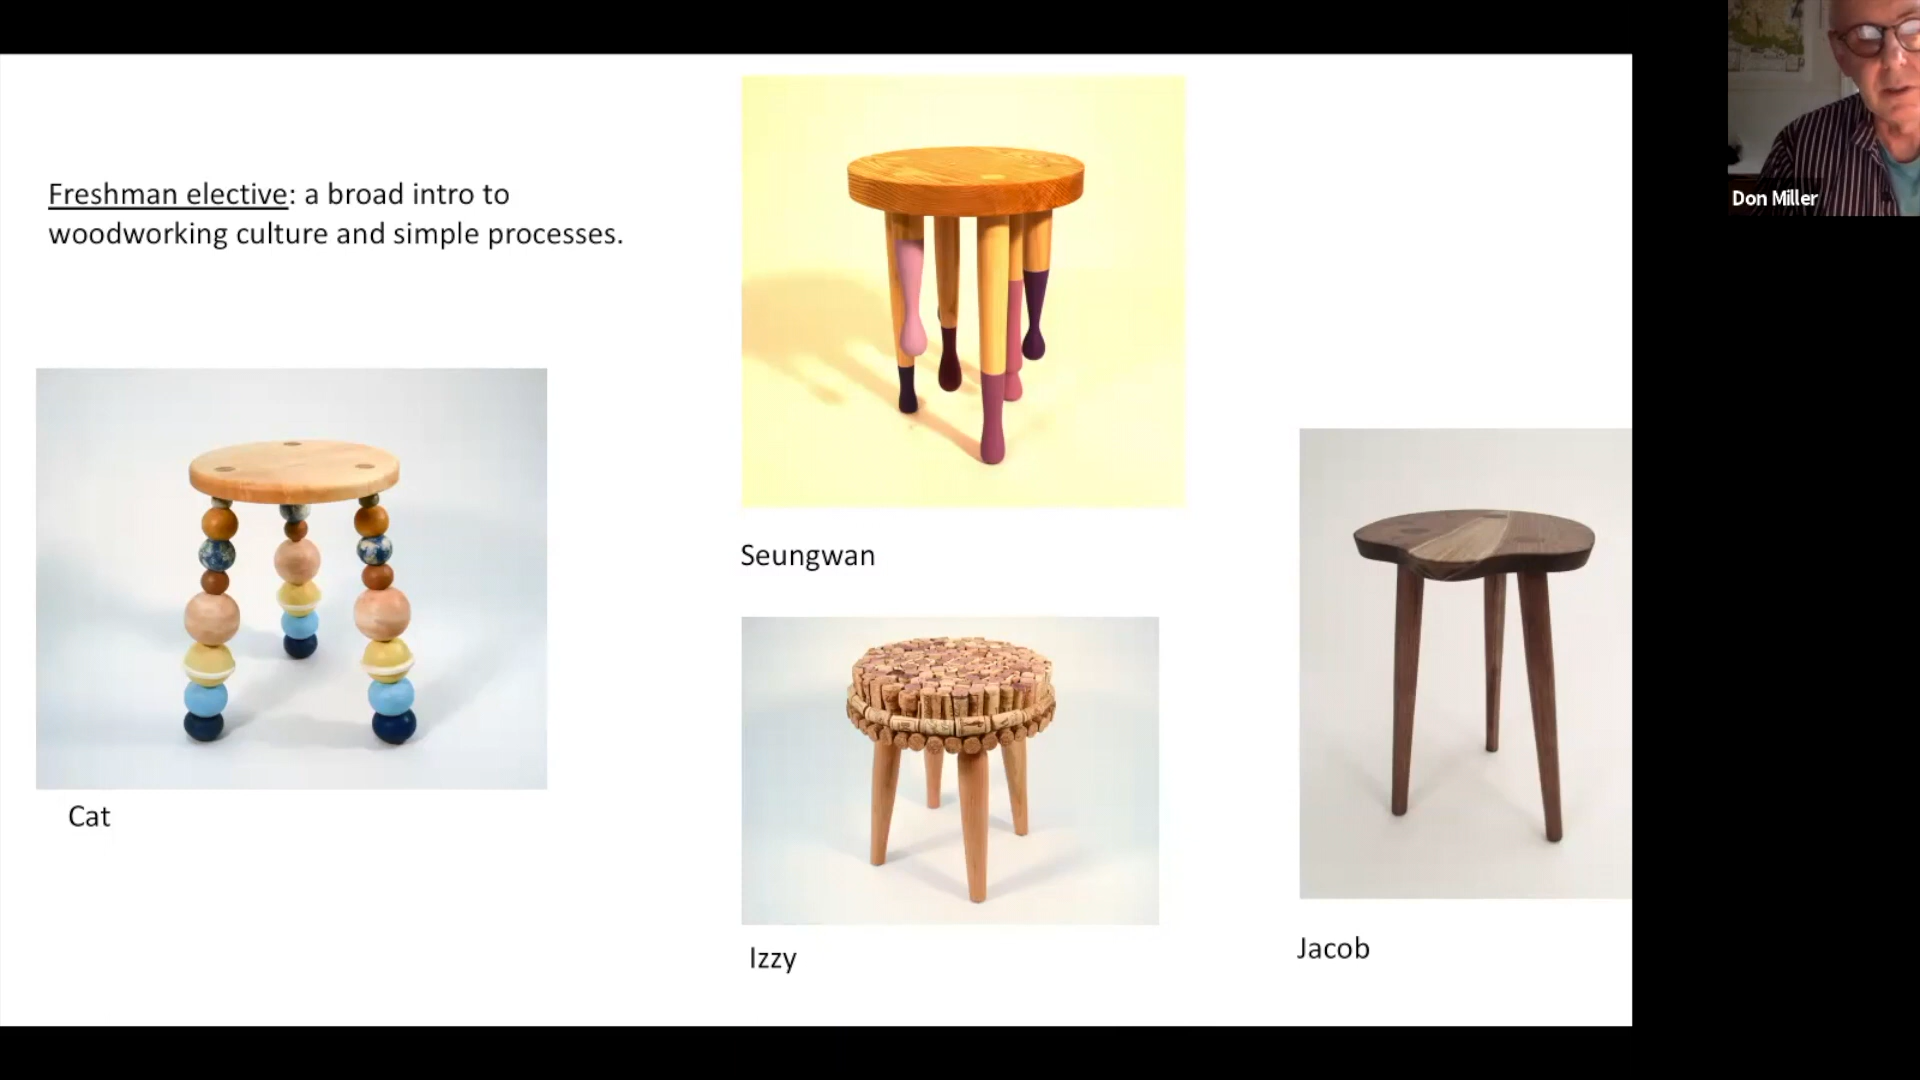 Freshman elective: a broad intro to
woodworking culture and simple processes.
Don Miller
Seungwan
Cat
Izzy
Jacob